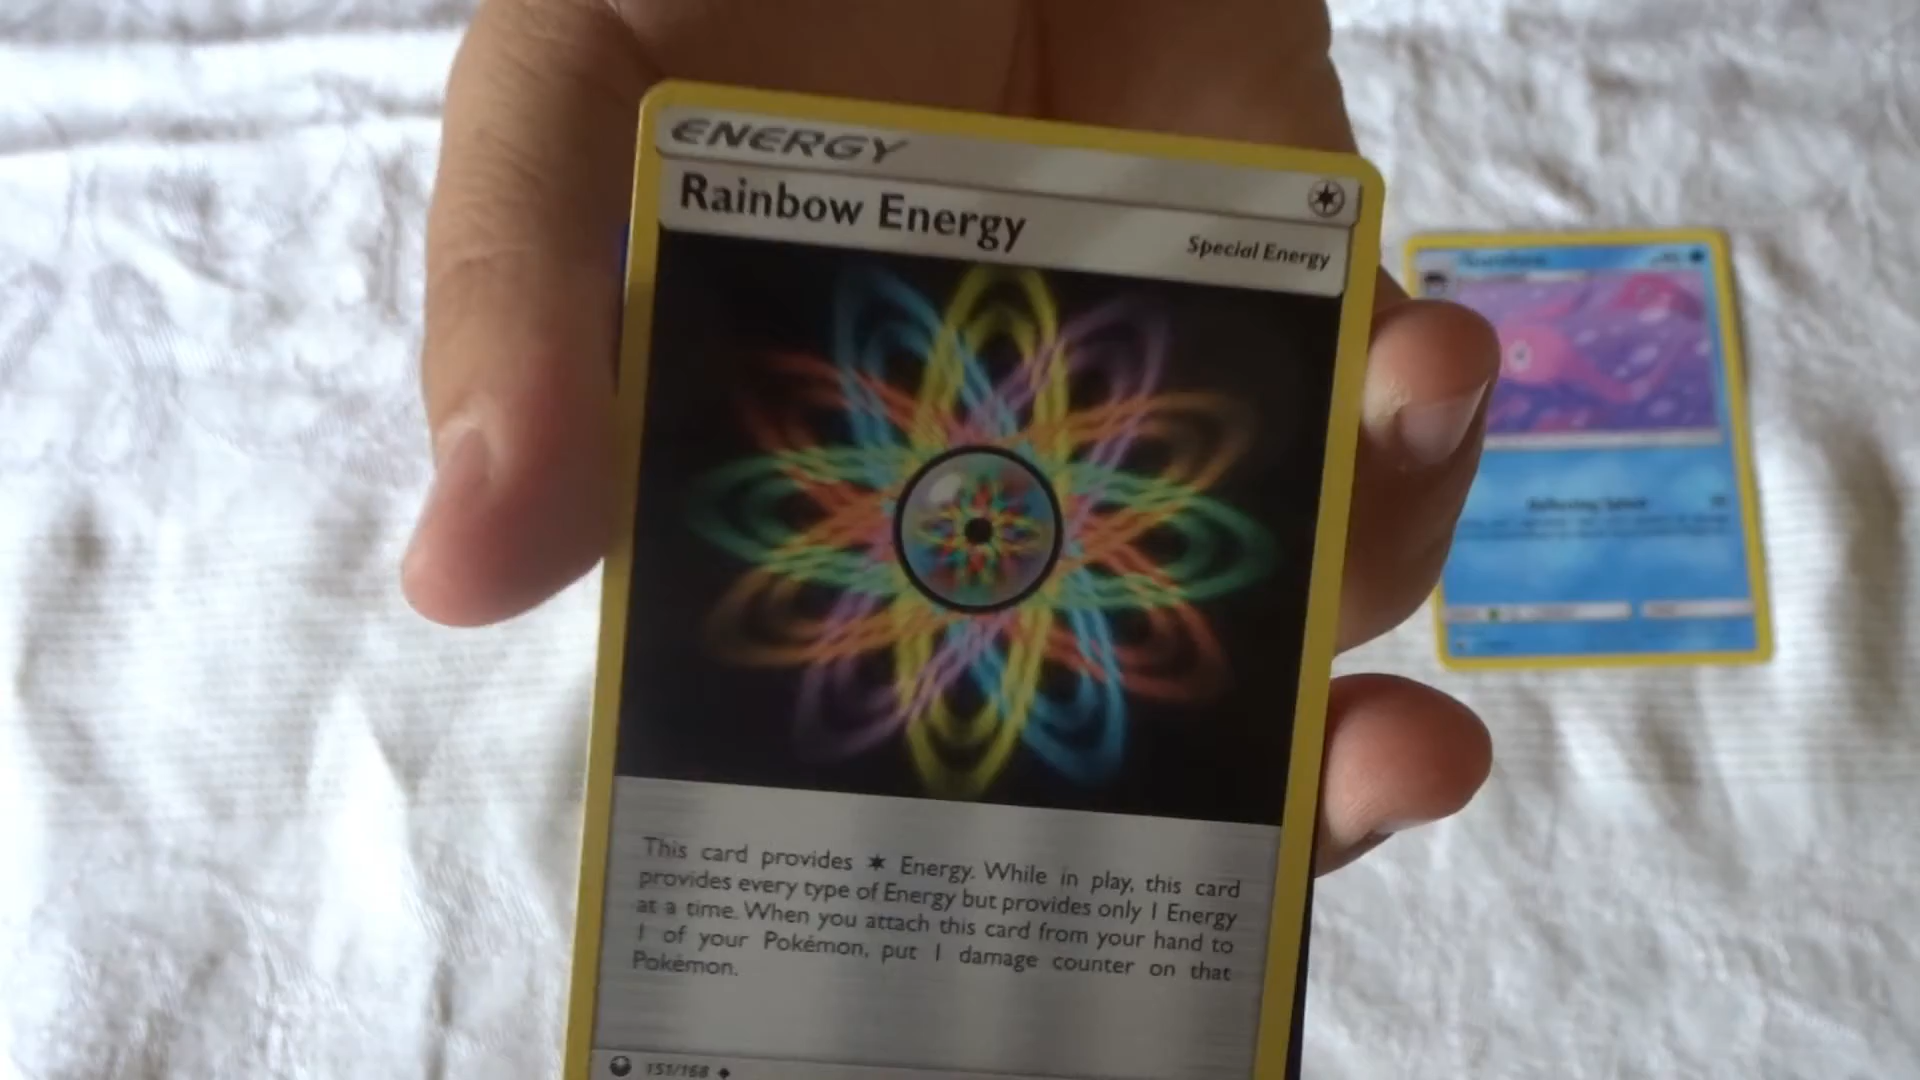 ENERGY
Rainbow Energy
Special Energy
This card provides Energy. While in play, this card
provides every type of Energy but provides only 1 Energy
at a time. When you attach this card from your hand to
1 of your Pokémon, put 1 damage counter on that
Pokémon.
151/168